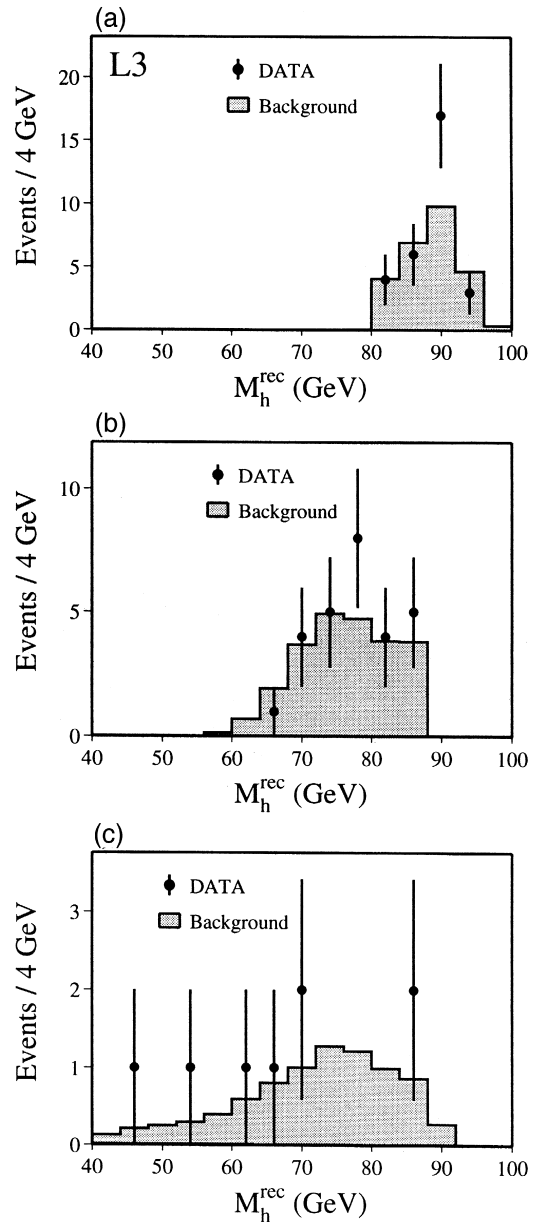 (a)
L3
DATA
Background
Events / 4 GeV
20
15
10
5
0
40 50 60 70 80 90 100
M_h^rec (GeV)
(b)
DATA
Background
Events / 4 GeV
10
5
0
40 50 60 70 80 90 100
M_h^rec (GeV)
(c)
DATA
Background
Events / 4 GeV
3
2
1
0
40 50 60 70 80 90 100
M_h^rec (GeV)